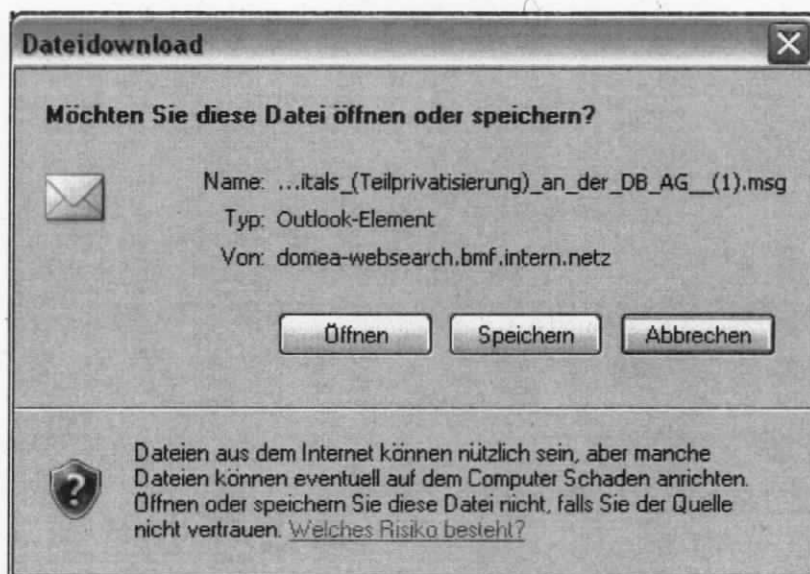 Dateidownload
Möchten Sie diese Datei öffnen oder speichern?
Name: ...itals_(Teilprivatisierung)_an_der_DB_AG__(1).msg
Typ: Outlook-Element
Von: domea-websearch.bmf.intern.netz
Öffnen Speichern Abbrechen
Dateien aus dem Internet können nützlich sein, aber manche
Dateien können eventuell auf dem Computer Schaden anrichten.
Öffnen oder speichern Sie diese Datei nicht, falls Sie der Quelle
nicht vertrauen. Welches Risiko besteht?